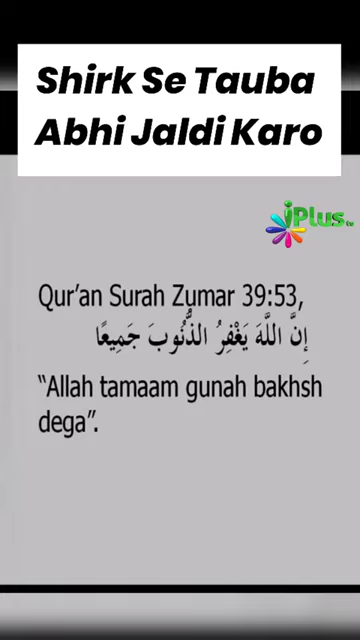 Shirk Se Tauba
Abhi Jaldi Karo
iPlus tv
Qur’an Surah Zumar 39:53,
إِنَّ اللَّهَ يَغْفِرُ الذُّنُوبَ جَمِيعًا
“Allah tamaam gunah bakhsh
dega”.